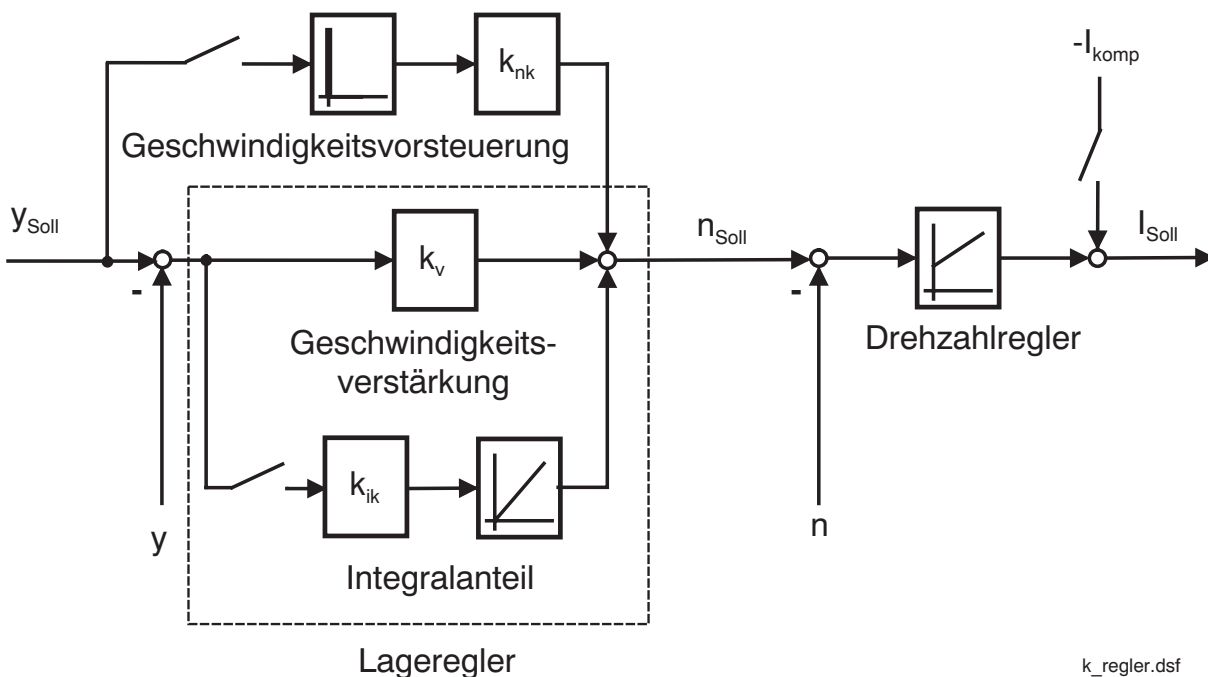 k_nk
-I_komp
Geschwindigkeitsvorsteuerung
y_Soll
k_v
n_Soll
I_Soll
-
-
Geschwindigkeits-
verstärkung
Drehzahlregler
k_ik
y
n
Integralanteil
Lageregler
k_regler.dsf